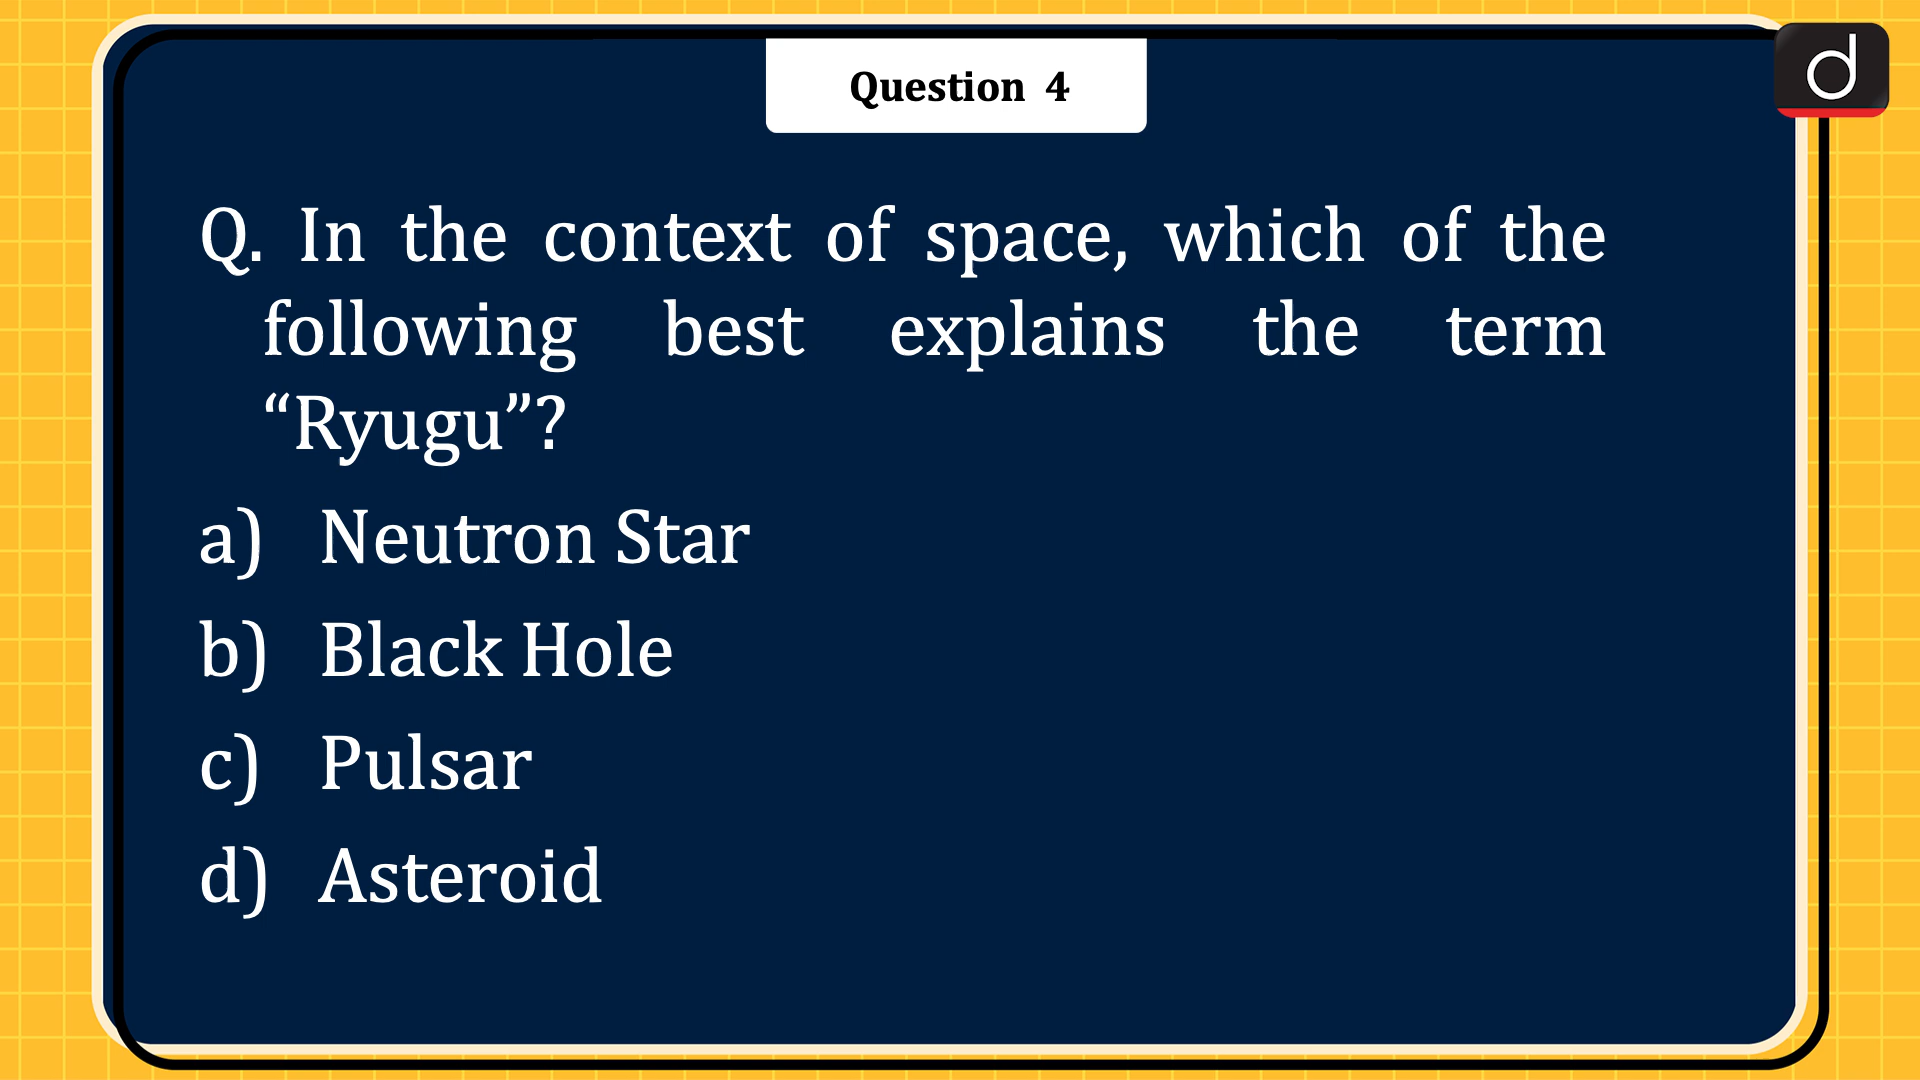 Question 4
Q. In the context of space, which of the
following best explains the term
“Ryugu”?
a) Neutron Star
b) Black Hole
c) Pulsar
d) Asteroid